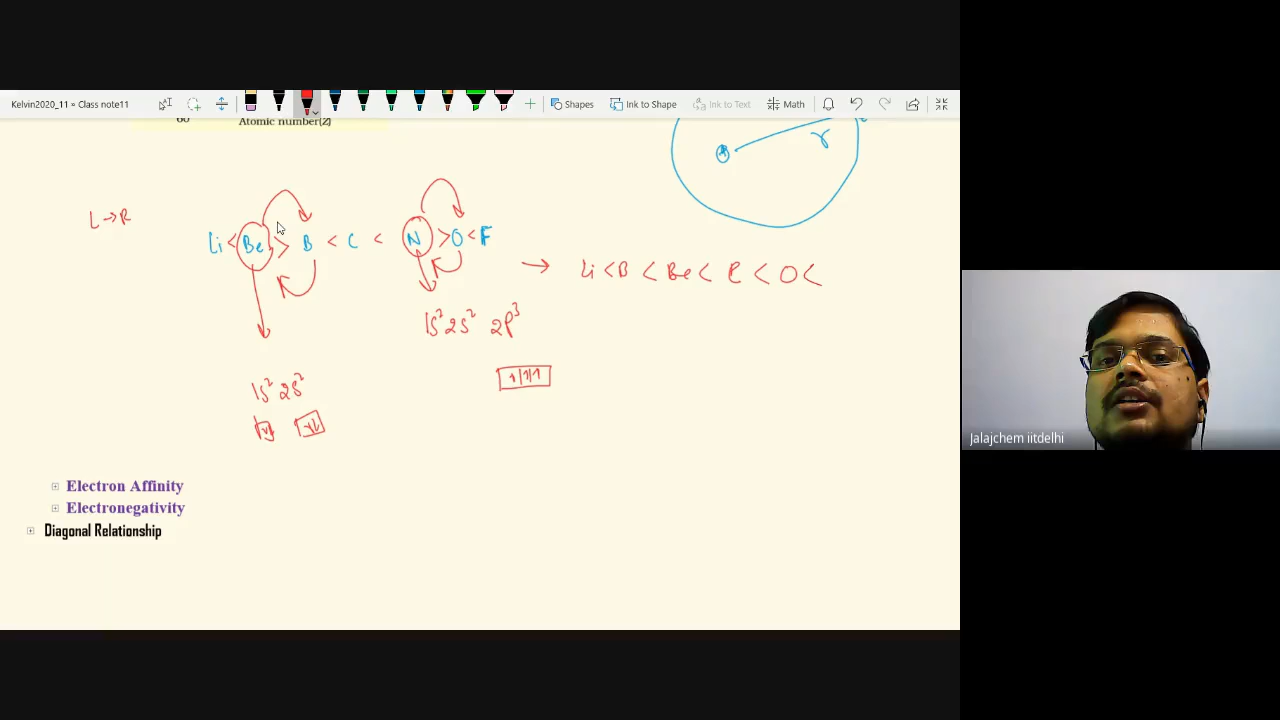 Kelvin2020_11 » Class note11
Shapes
Ink to Shape
Ink to Text
Math
60
Atomic number(Z)
r
L→R
Li < Be > B < C < N > O < F
→ Li < B < Be < C < O <
1s² 2s² 2p³
1s² 2s²
Jalajchem iitdelhi
Electron Affinity
Electronegativity
Diagonal Relationship